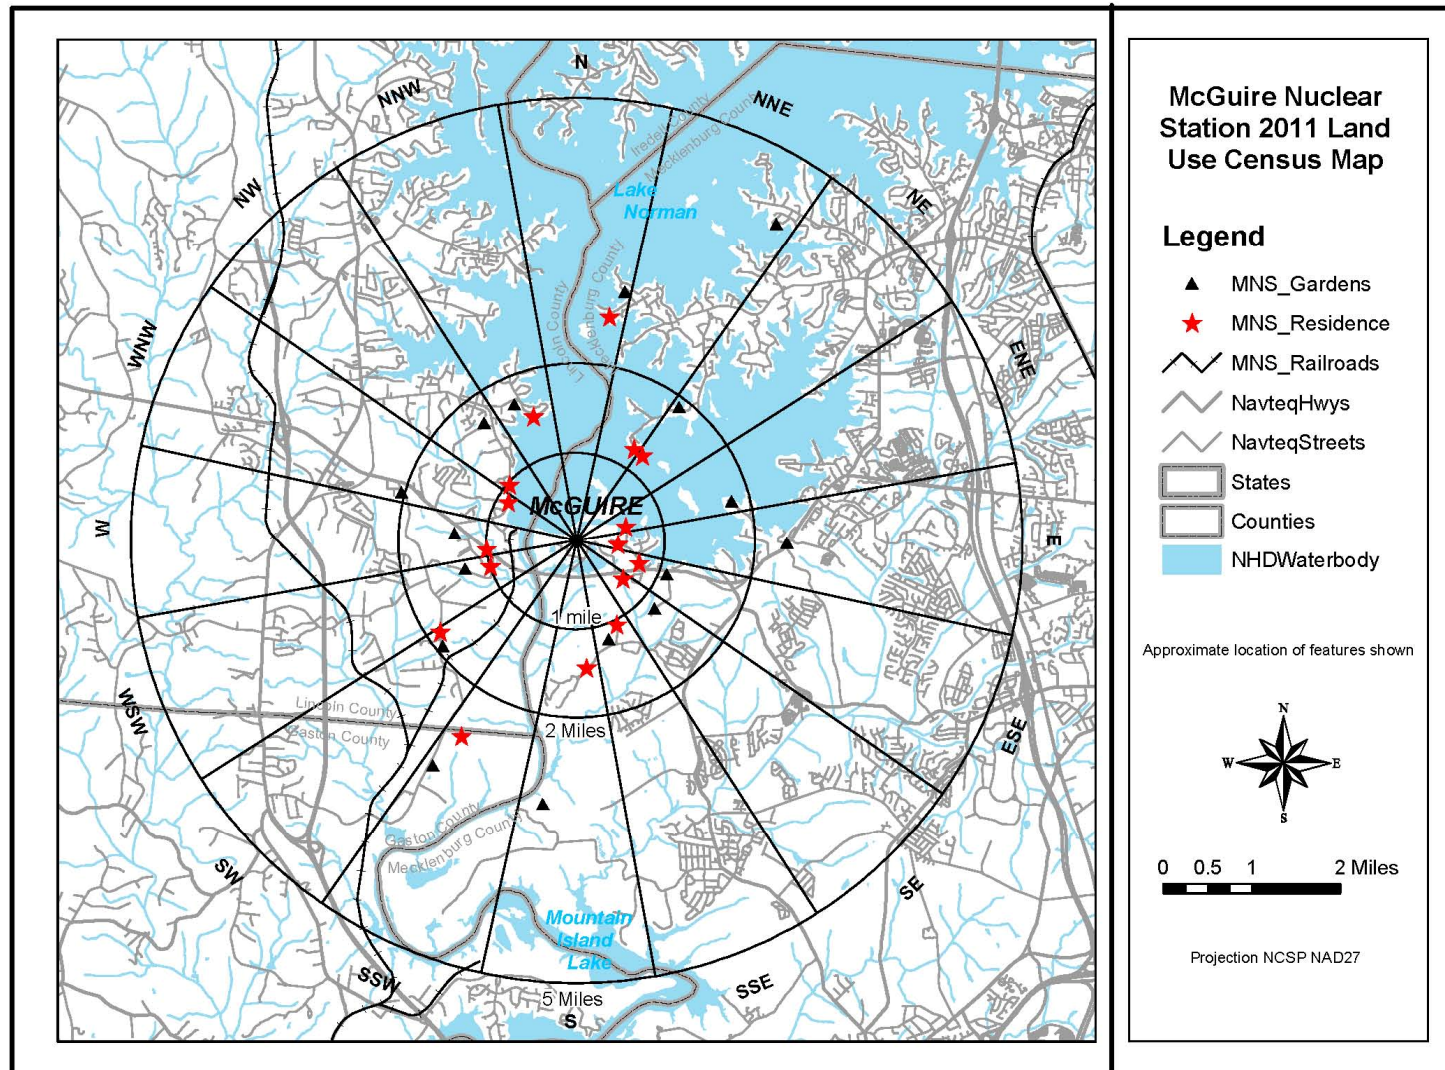 N
NNW
NNE
Iredell County
Mecklenburg County
NW
NE
Lake
Norman
Lincoln County
Mecklenburg County
WNW
ENE
McGUIRE
W
E
1 mile
WSW
Lincoln County
Gaston County
2 Miles
ESE
Gaston County
Mecklenburg County
SW
SE
Mountain
Island
Lake
SSW
SSE
5 Miles
S
McGuire Nuclear
Station 2011 Land
Use Census Map
Legend
MNS_Gardens
MNS_Residence
MNS_Railroads
NavteqHwys
NavteqStreets
States
Counties
NHDWaterbody
Approximate location of features shown
N
W
E
S
0 0.5 1 2 Miles
Projection NCSP NAD27